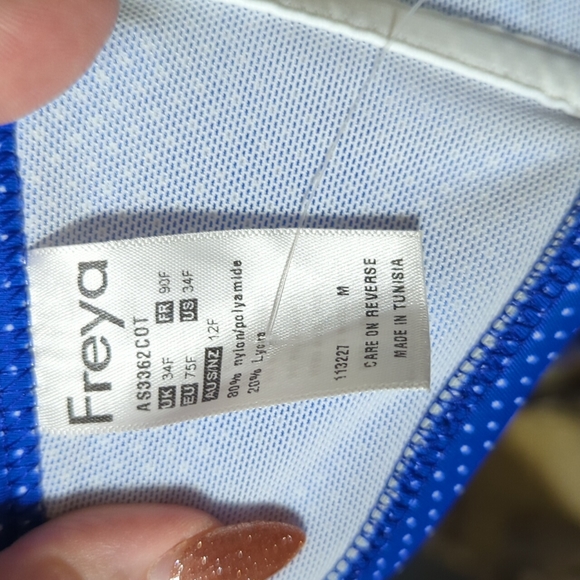 Freya
AS3362COT
UK 34F FR 90F
EU 75F US 34F
AUS/NZ 12F
80% nylon/polyamide
20% Lycra
113227 M
CARE ON REVERSE
MADE IN TUNISIA